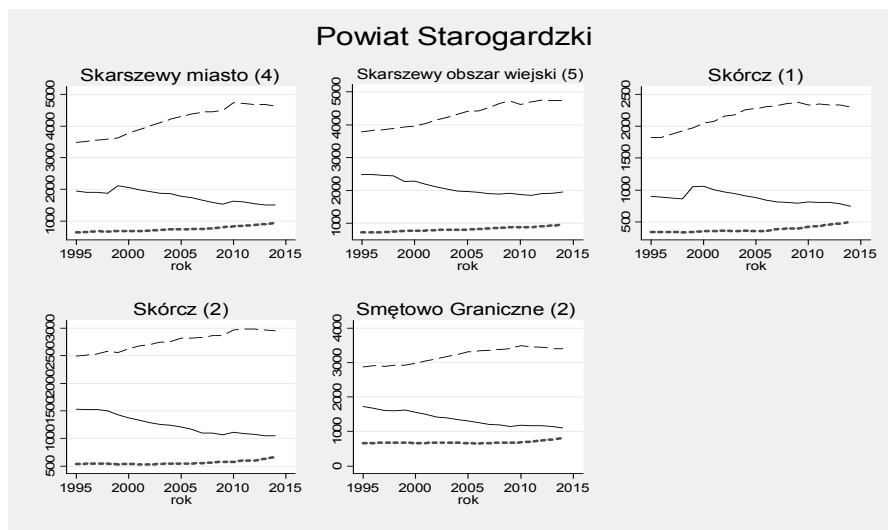 Powiat Starogardzki
Skarszewy miasto (4)
5000
4000
3000
2000
1000
1995 2000 2005 2010 2015
rok
Skarszewy obszar wiejski (5)
5000
4000
3000
2000
1000
1995 2000 2005 2010 2015
rok
Skórcz (1)
2500
2000
1500
1000
500
1995 2000 2005 2010 2015
rok
Skórcz (2)
3000
2500
2000
1500
1000
500
1995 2000 2005 2010 2015
rok
Smętowo Graniczne (2)
4000
3000
2000
1000
0
1995 2000 2005 2010 2015
rok